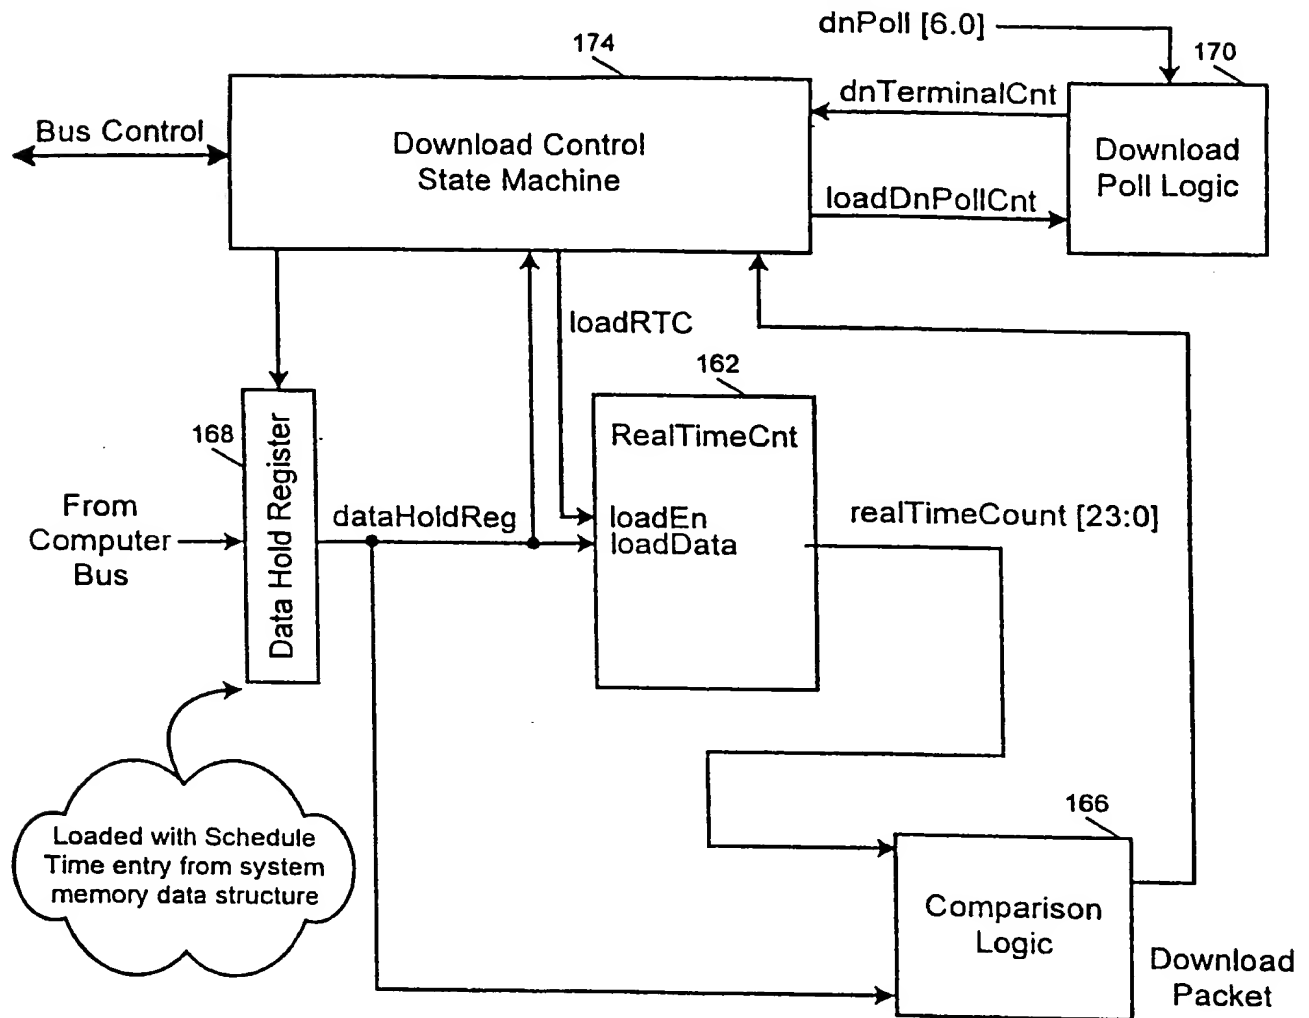 dnPoll [6.0]
174
170
dnTerminalCnt
Bus Control
Download Control
State Machine
Download
Poll Logic
loadDnPollCnt
loadRTC
162
168
Data Hold Register
RealTimeCnt
From
Computer
Bus
dataHoldReg
loadEn
loadData
realTimeCount [23:0]
Loaded with Schedule
Time entry from system
memory data structure
166
Comparison
Logic
Download
Packet